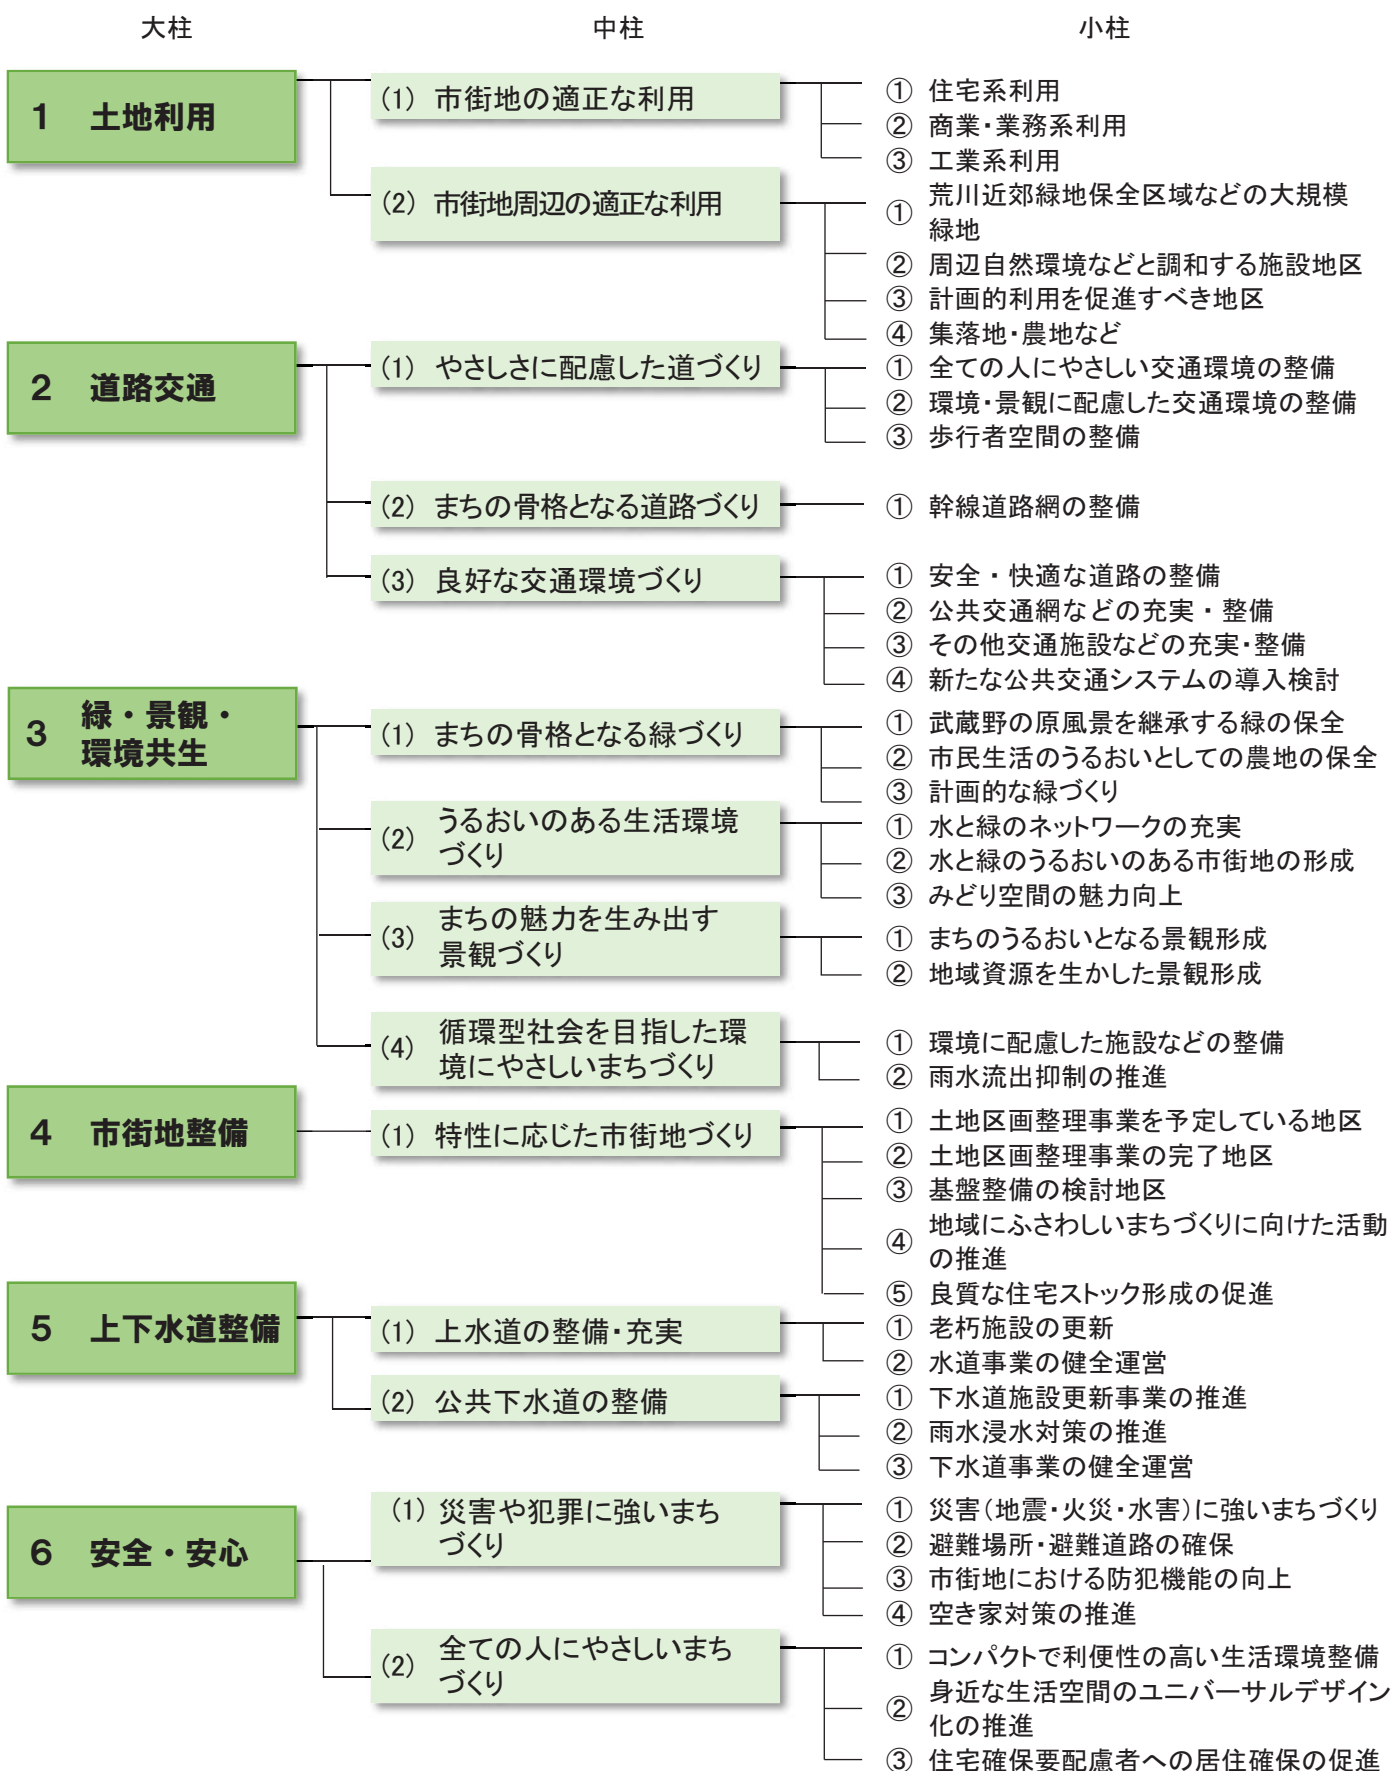 大柱 中柱 小柱
1 土地利用
(1) 市街地の適正な利用
① 住宅系利用
② 商業・業務系利用
③ 工業系利用
(2) 市街地周辺の適正な利用
① 荒川近郊緑地保全区域などの大規模
緑地
② 周辺自然環境などと調和する施設地区
③ 計画的利用を促進すべき地区
④ 集落地・農地など
2 道路交通
(1) やさしさに配慮した道づくり
① 全ての人にやさしい交通環境の整備
② 環境・景観に配慮した交通環境の整備
③ 歩行者空間の整備
(2) まちの骨格となる道路づくり
① 幹線道路網の整備
(3) 良好な交通環境づくり
① 安全・快適な道路の整備
② 公共交通網などの充実・整備
③ その他交通施設などの充実・整備
④ 新たな公共交通システムの導入検討
3 緑・景観・
環境共生
(1) まちの骨格となる緑づくり
① 武蔵野の原風景を継承する緑の保全
② 市民生活のうるおいとしての農地の保全
③ 計画的な緑づくり
(2) うるおいのある生活環境
づくり
① 水と緑のネットワークの充実
② 水と緑のうるおいのある市街地の形成
③ みどり空間の魅力向上
(3) まちの魅力を生み出す
景観づくり
① まちのうるおいとなる景観形成
② 地域資源を生かした景観形成
(4) 循環型社会を目指した環
境にやさしいまちづくり
① 環境に配慮した施設などの整備
② 雨水流出抑制の推進
4 市街地整備
(1) 特性に応じた市街地づくり
① 土地区画整理事業を予定している地区
② 土地区画整理事業の完了地区
③ 基盤整備の検討地区
④ 地域にふさわしいまちづくりに向けた活動
の推進
⑤ 良質な住宅ストック形成の促進
5 上下水道整備
(1) 上水道の整備・充実
① 老朽施設の更新
② 水道事業の健全運営
(2) 公共下水道の整備
① 下水道施設更新事業の推進
② 雨水浸水対策の推進
③ 下水道事業の健全運営
6 安全・安心
(1) 災害や犯罪に強いまち
づくり
① 災害(地震・火災・水害)に強いまちづくり
② 避難場所・避難道路の確保
③ 市街地における防犯機能の向上
④ 空き家対策の推進
(2) 全ての人にやさしいまち
づくり
① コンパクトで利便性の高い生活環境整備
② 身近な生活空間のユニバーサルデザイン
化の推進
③ 住宅確保要配慮者への居住確保の促進